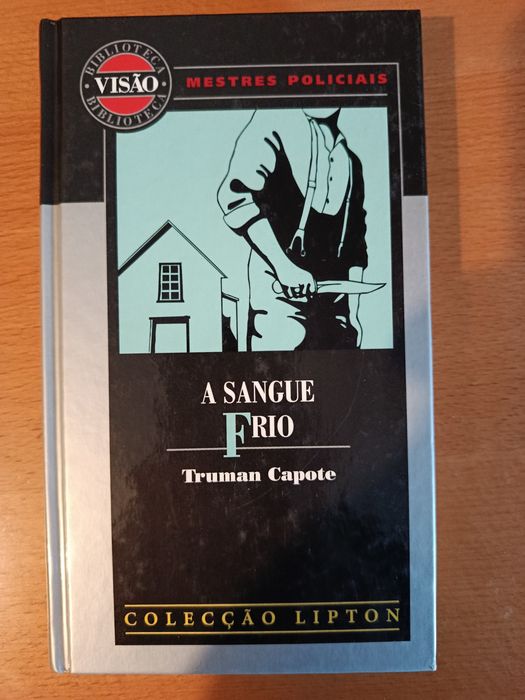 BIBLIOTECA
VISÃO
BIBLIOTECA
MESTRES POLICIAIS
A SANGUE
FRIO
Truman Capote
COLECÇÃO LIPTON